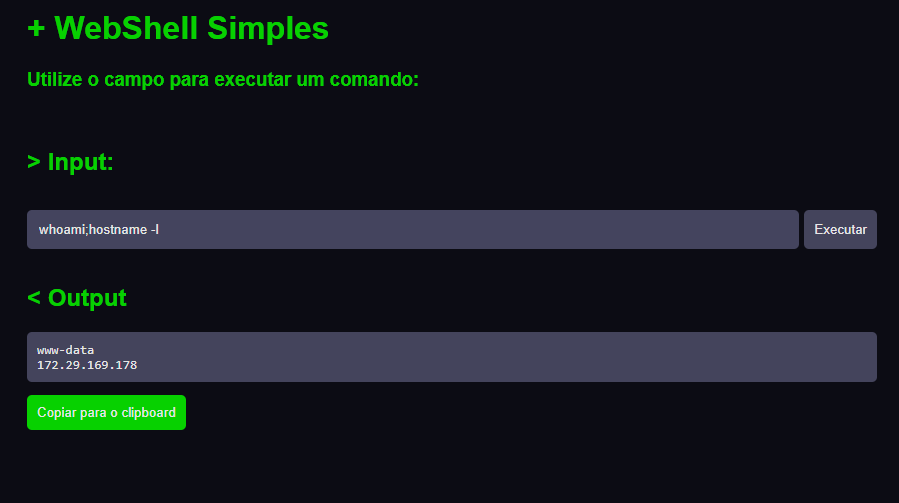 + WebShell Simples
Utilize o campo para executar um comando:
> Input:
whoami;hostname -I
Executar
< Output
www-data
172.29.169.178
Copiar para o clipboard